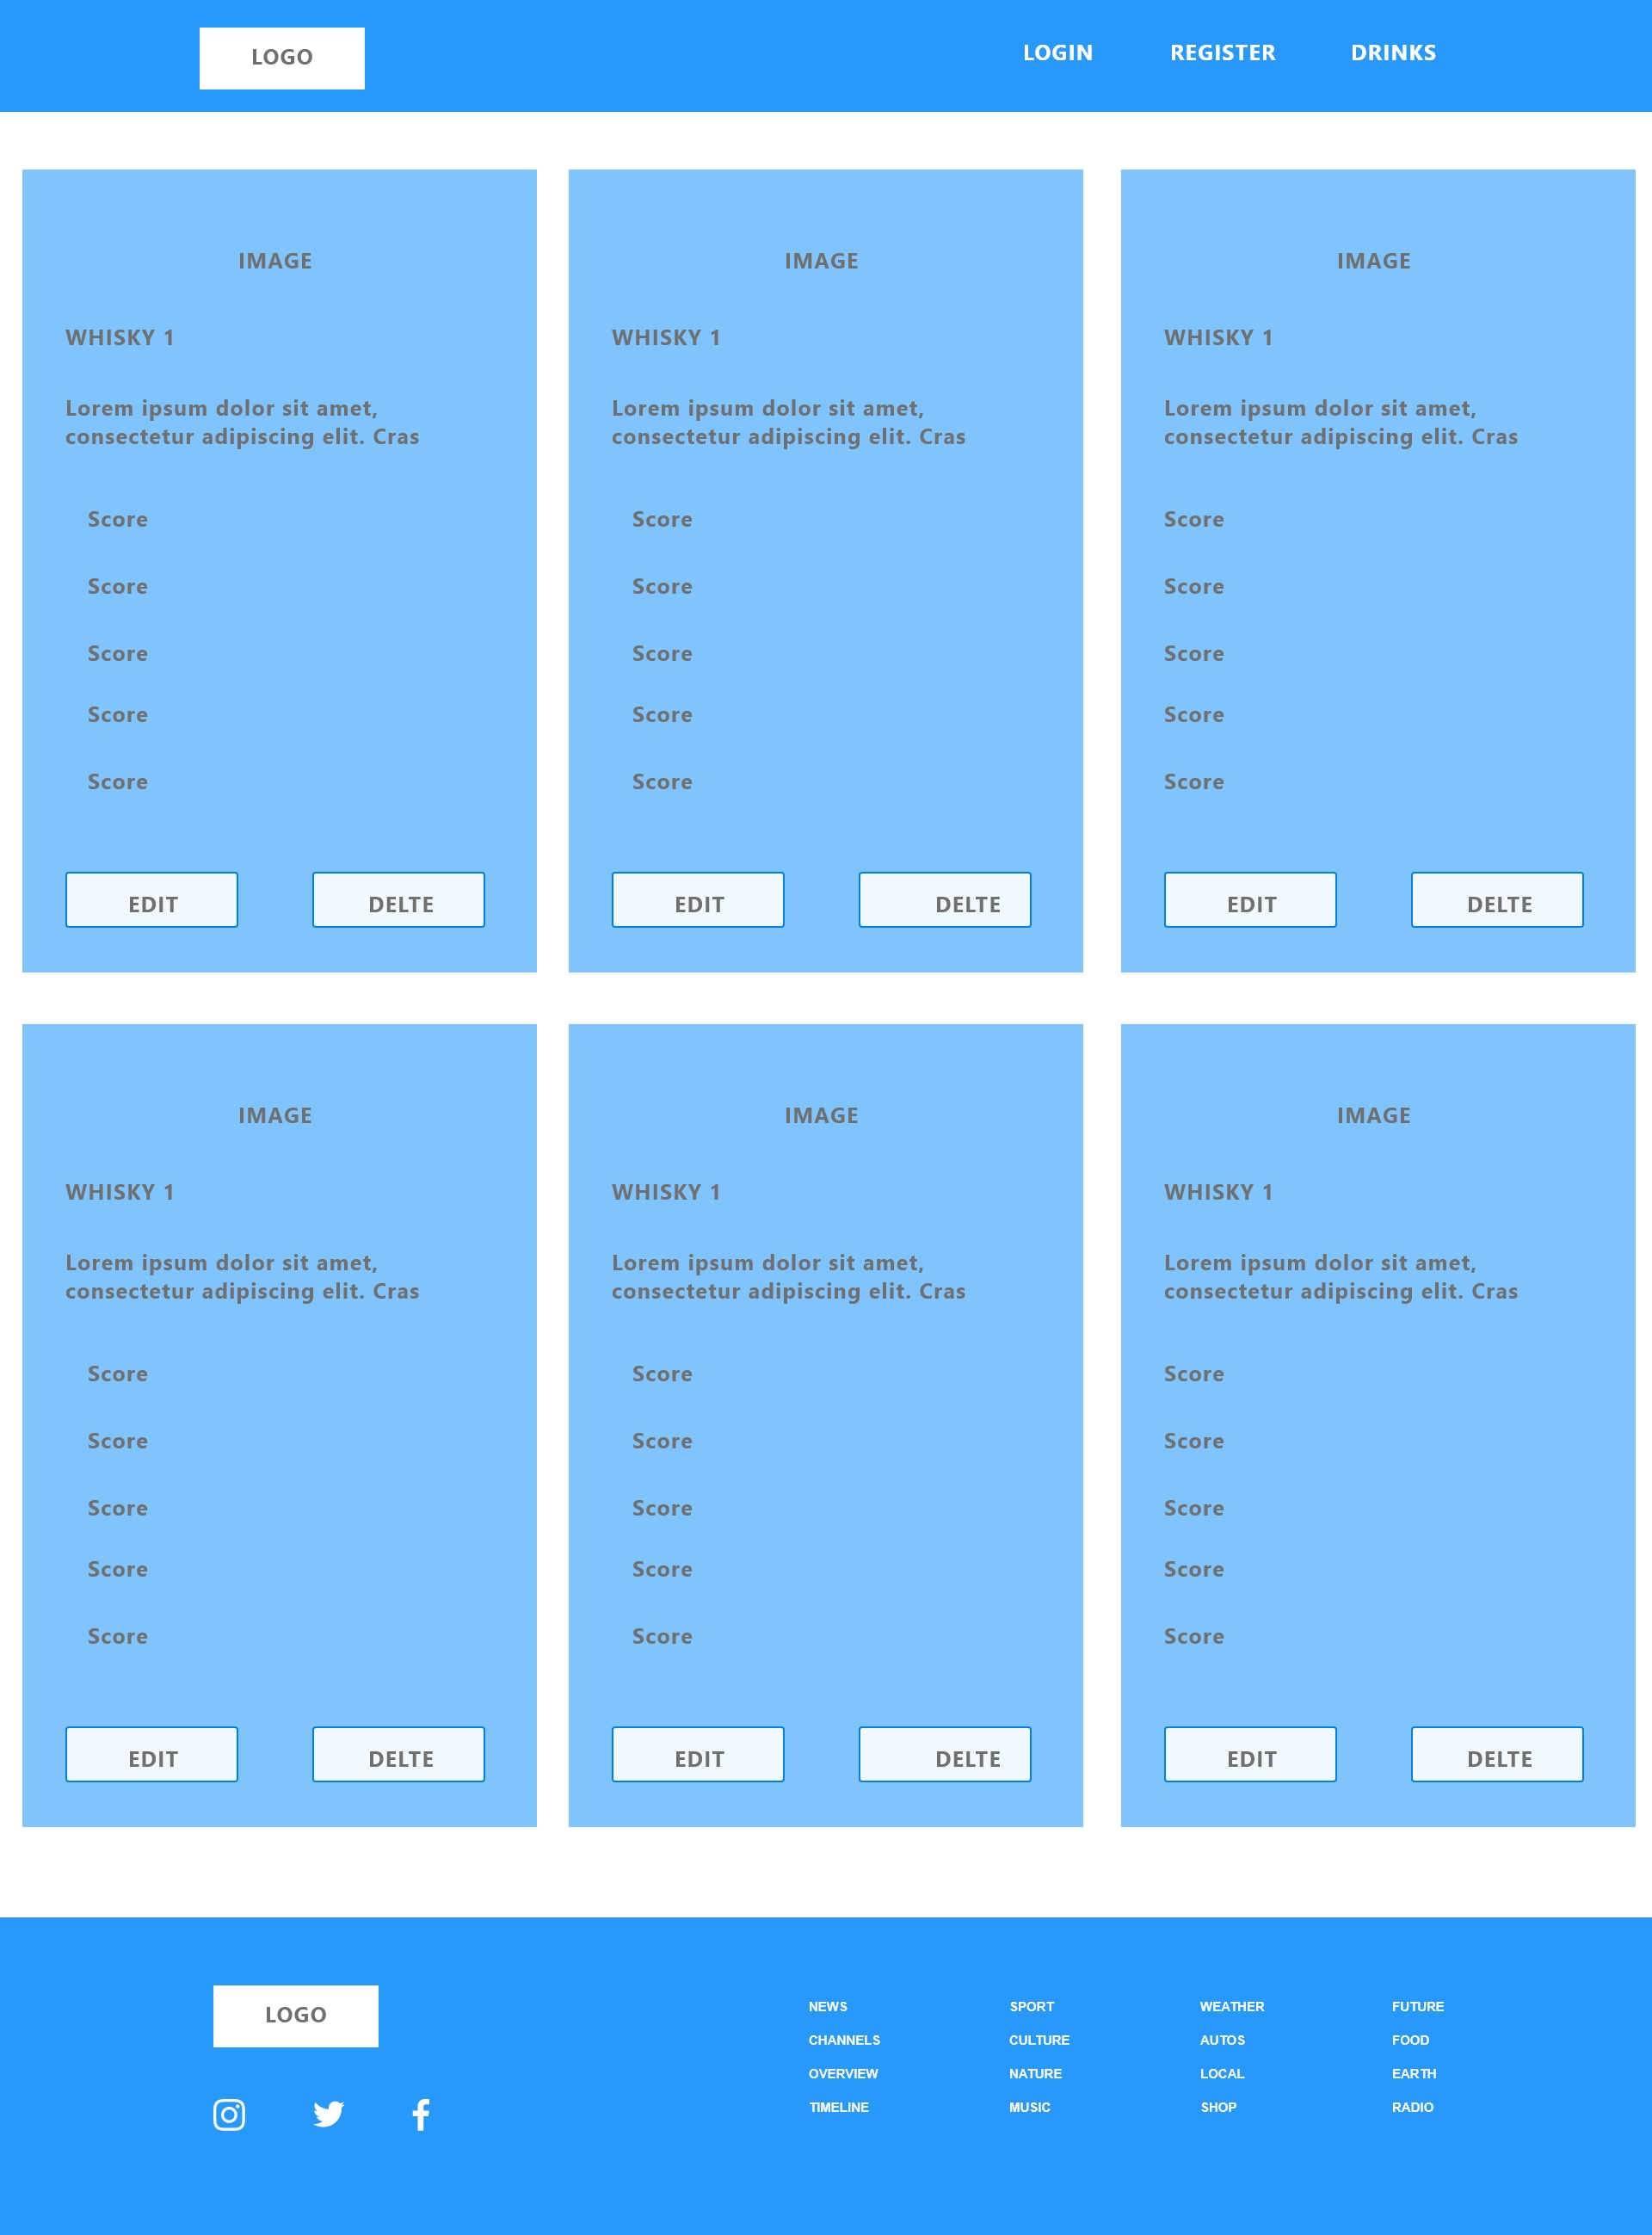 LOGO
LOGIN
REGISTER
DRINKS
IMAGE
WHISKY 1
Lorem ipsum dolor sit amet,
consectetur adipiscing elit. Cras
Score
Score
Score
Score
Score
EDIT
DELTE
IMAGE
WHISKY 1
Lorem ipsum dolor sit amet,
consectetur adipiscing elit. Cras
Score
Score
Score
Score
Score
EDIT
DELTE
IMAGE
WHISKY 1
Lorem ipsum dolor sit amet,
consectetur adipiscing elit. Cras
Score
Score
Score
Score
Score
EDIT
DELTE
IMAGE
WHISKY 1
Lorem ipsum dolor sit amet,
consectetur adipiscing elit. Cras
Score
Score
Score
Score
Score
EDIT
DELTE
IMAGE
WHISKY 1
Lorem ipsum dolor sit amet,
consectetur adipiscing elit. Cras
Score
Score
Score
Score
Score
EDIT
DELTE
IMAGE
WHISKY 1
Lorem ipsum dolor sit amet,
consectetur adipiscing elit. Cras
Score
Score
Score
Score
Score
EDIT
DELTE
LOGO
NEWS
CHANNELS
OVERVIEW
TIMELINE
SPORT
CULTURE
NATURE
MUSIC
WEATHER
AUTOS
LOCAL
SHOP
FUTURE
FOOD
EARTH
RADIO